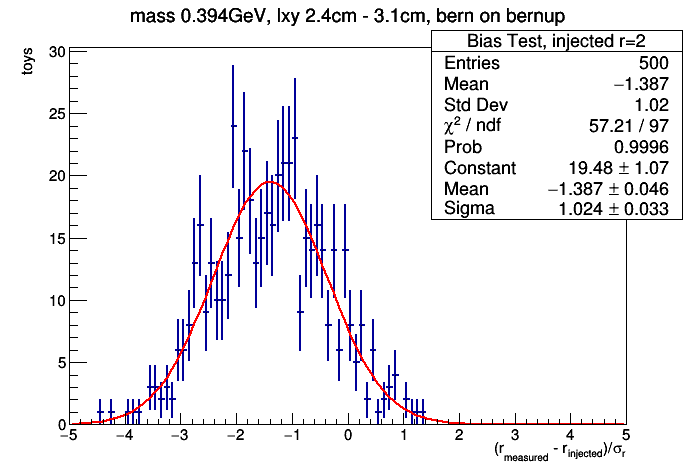 mass 0.394GeV, lxy 2.4cm - 3.1cm, bern on bernup
Bias Test, injected r=2
Entries 500
Mean −1.387
Std Dev 1.02
χ² / ndf 57.21 / 97
Prob 0.9996
Constant 19.48 ± 1.07
Mean −1.387 ± 0.046
Sigma 1.024 ± 0.033
toys
30
25
20
15
10
5
0
−5 −4 −3 −2 −1 0 1 2 3 4 5
(r_measured - r_injected)/σ_r